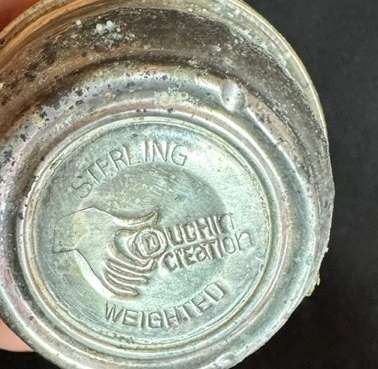 STERLING
DUCHIN
CREATION
WEIGHTED